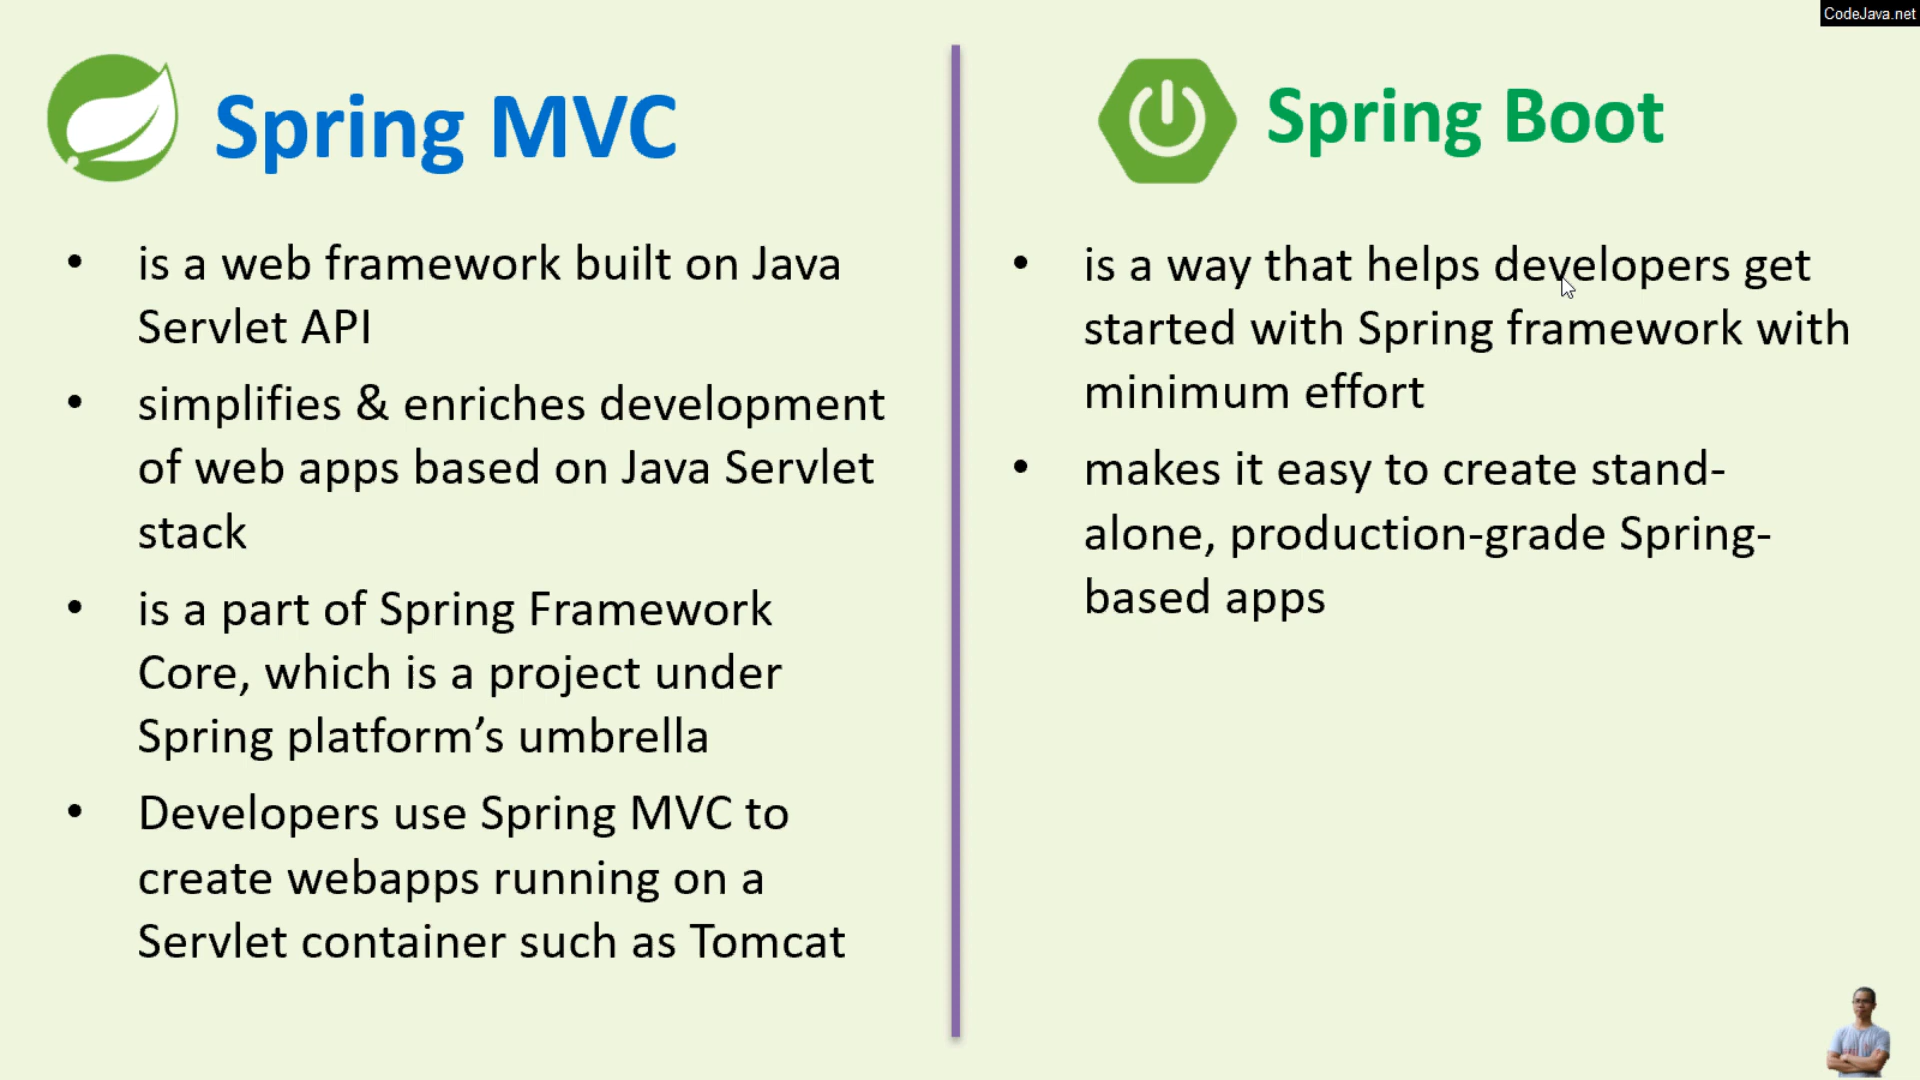 CodeJava.net
Spring MVC
• is a web framework built on Java
Servlet API
• simplifies & enriches development
of web apps based on Java Servlet
stack
• is a part of Spring Framework
Core, which is a project under
Spring platform’s umbrella
• Developers use Spring MVC to
create webapps running on a
Servlet container such as Tomcat
Spring Boot
• is a way that helps developers get
started with Spring framework with
minimum effort
• makes it easy to create stand-
alone, production-grade Spring-
based apps